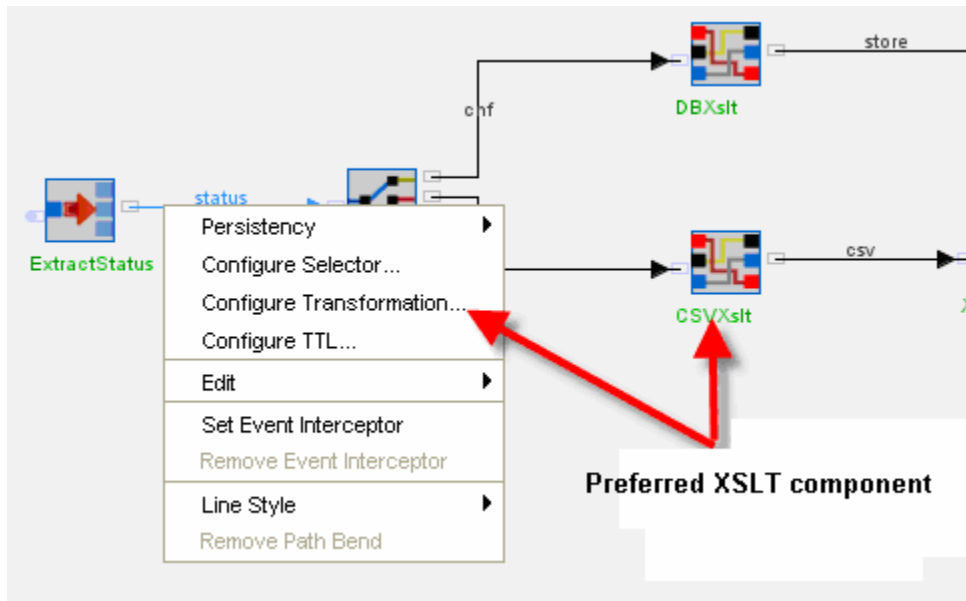 store
DBXslt
cnf
status
ExtractStatus
Persistency
Configure Selector...
Configure Transformation...
Configure TTL...
Edit
Set Event Interceptor
Remove Event Interceptor
Line Style
Remove Path Bend
csv
CSVXslt
Preferred XSLT component